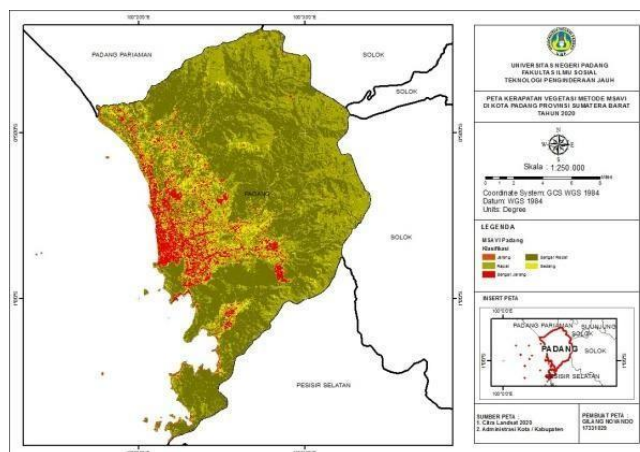 PADANG PARIAMAN
SOLOK
SOLOK
PADANG
SOLOK
PESISIR SELATAN
UNIVERSITAS NEGERI PADANG
FAKULTAS ILMU SOSIAL
TEKNOLOGI PENGINDERAAN JAUH
PETA KERAPATAN VEGETASI METODE MSAVI
DI KOTA PADANG PROVINSI SUMATERA BARAT
TAHUN 2020
N
W E
S
Skala : 1:250.000
Coordinate System: GCS WGS 1984
Datum: WGS 1984
Units: Degree
LEGENDA
MSAVI Padang
Klasifikasi
Jarang Sangat Rapat
Rapat Sedang
Sangat Jarang
INSERT PETA
PADANG PARIAMAN SIJUNJUNG
SOLOK
PADANG SOLOK
PESISIR SELATAN
SUMBER PETA :
1. Citra Landsat 2020
2. Administrasi Kota / Kabupaten
PEMBUAT PETA :
GILANG NOVANDO